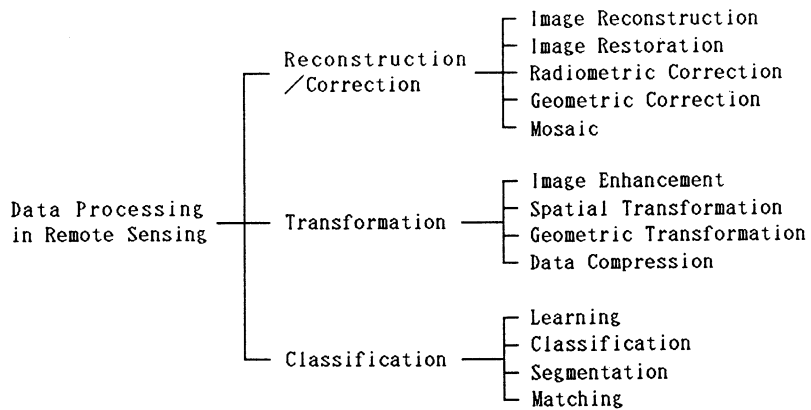 Data Processing
in Remote Sensing
Reconstruction
／Correction
Image Reconstruction
Image Restoration
Radiometric Correction
Geometric Correction
Mosaic
Transformation
Image Enhancement
Spatial Transformation
Geometric Transformation
Data Compression
Classification
Learning
Classification
Segmentation
Matching